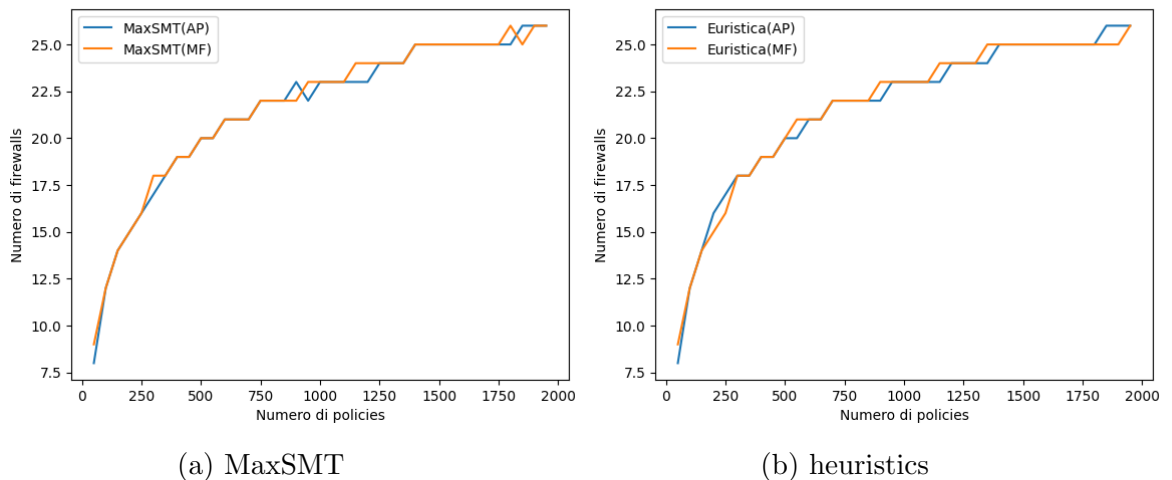 MaxSMT(AP)
MaxSMT(MF)
25.0
22.5
20.0
17.5
15.0
12.5
10.0
7.5
Numero di firewalls
0 250 500 750 1000 1250 1500 1750 2000
Numero di policies
(a) MaxSMT
Euristica(AP)
Euristica(MF)
25.0
22.5
20.0
17.5
15.0
12.5
10.0
7.5
Numero di firewalls
0 250 500 750 1000 1250 1500 1750 2000
Numero di policies
(b) heuristics